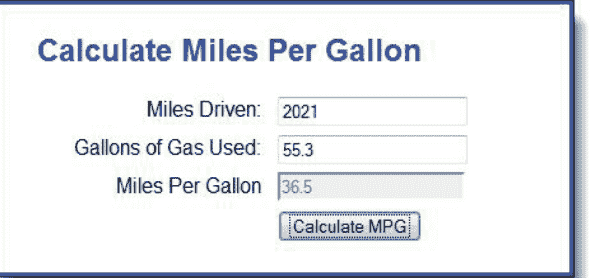 Calculate Miles Per Gallon
Miles Driven: 2021
Gallons of Gas Used: 55.3
Miles Per Gallon 36.5
Calculate MPG